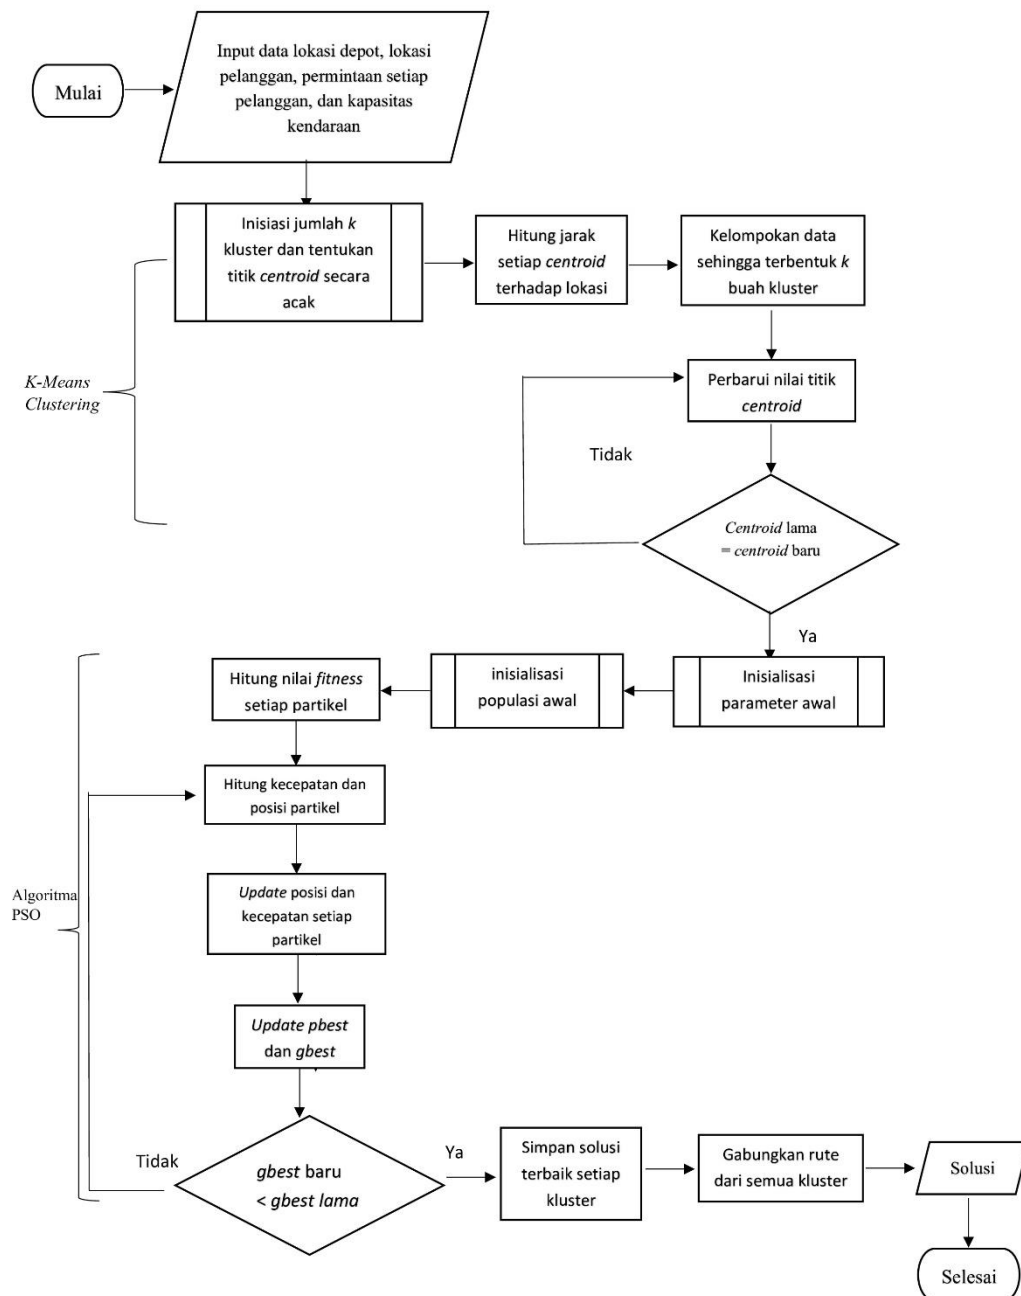 Mulai
Input data lokasi depot, lokasi
pelanggan, permintaan setiap
pelanggan, dan kapasitas
kendaraan
Inisiasi jumlah k
kluster dan tentukan
titik centroid secara
acak
Hitung jarak
setiap centroid
terhadap lokasi
Kelompokan data
sehingga terbentuk k
buah kluster
K-Means
Clustering
Perbarui nilai titik
centroid
Tidak
Centroid lama
= centroid baru
Ya
Inisialisasi
parameter awal
inisialisasi
populasi awal
Hitung nilai fitness
setiap partikel
Hitung kecepatan dan
posisi partikel
Algoritma
PSO
Update posisi dan
kecepatan setiap
partikel
Update pbest
dan gbest
Tidak
gbest baru
< gbest lama
Ya
Simpan solusi
terbaik setiap
kluster
Gabungkan rute
dari semua kluster
Solusi
Selesai